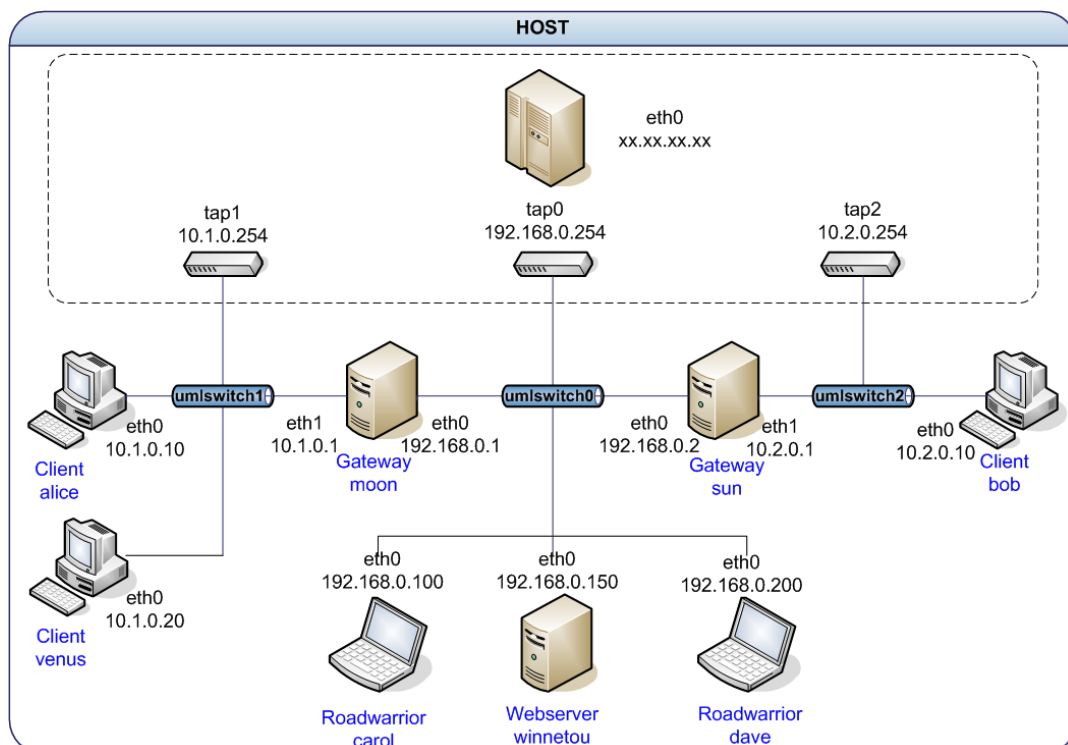 HOST
eth0
xx.xx.xx.xx
tap1
10.1.0.254
tap0
192.168.0.254
tap2
10.2.0.254
umlswitch1
umlswitch0
umlswitch2
eth0
10.1.0.10
Client
alice
eth1
10.1.0.1
eth0
192.168.0.1
Gateway
moon
eth0
192.168.0.2
eth1
10.2.0.1
Gateway
sun
eth0
10.2.0.10
Client
bob
eth0
10.1.0.20
Client
venus
eth0
192.168.0.100
eth0
192.168.0.150
eth0
192.168.0.200
Roadwarrior
carol
Webserver
winnetou
Roadwarrior
dave